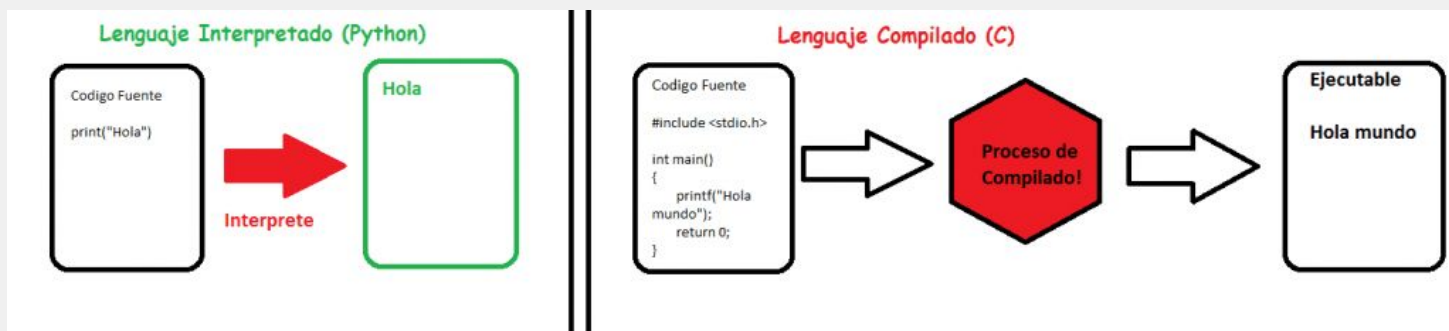 Lenguaje Interpretado (Python)
Codigo Fuente
print("Hola")
Interprete
Hola
Lenguaje Compilado (C)
Codigo Fuente
#include <stdio.h>
int main()
{
printf("Hola
mundo");
return 0;
}
Proceso de
Compilado!
Ejecutable
Hola mundo